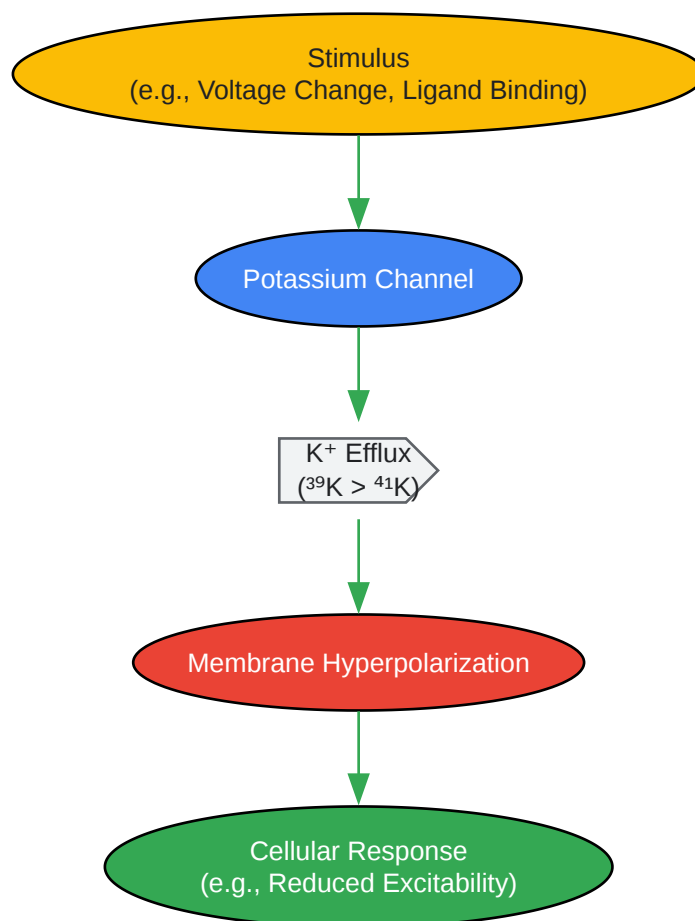 Stimulus
(e.g., Voltage Change, Ligand Binding)
Potassium Channel
K⁺ Efflux
(³⁹K > ⁴¹K)
Membrane Hyperpolarization
Cellular Response
(e.g., Reduced Excitability)